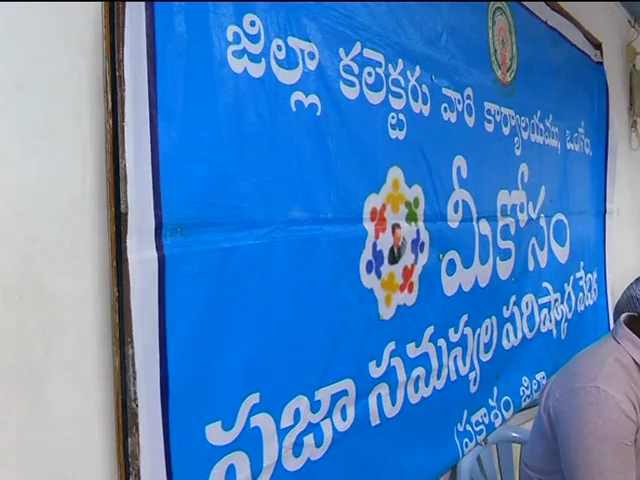 జిల్లా కలెక్టరు వారి కార్యాలయము, ఒంగోలు.
మీకోసం
ప్రజా సమస్యల పరిష్కార వేదిక
ప్రకాశం జిల్లా